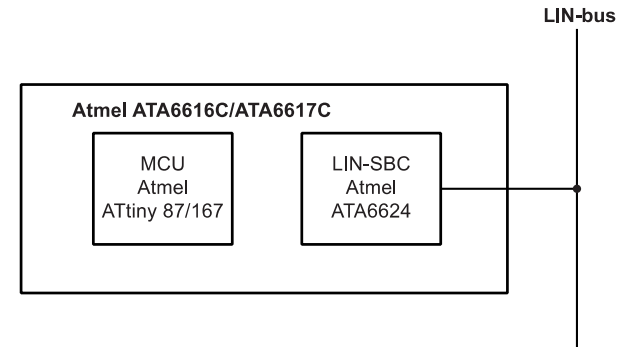 LIN-bus
Atmel ATA6616C/ATA6617C
MCU
Atmel
ATtiny 87/167
LIN-SBC
Atmel
ATA6624